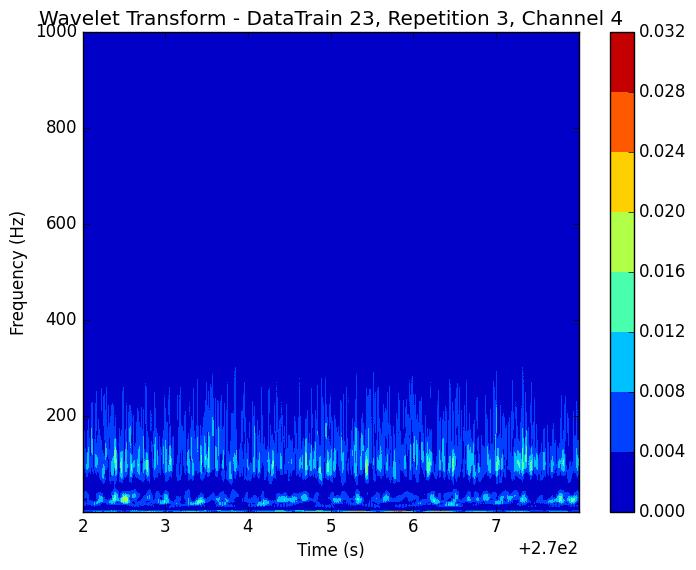 Wavelet Transform - DataTrain 23, Repetition 3, Channel 4
1000
800
600
400
200
Frequency (Hz)
2 3 4 5 6 7
Time (s)
+2.7e2
0.032
0.028
0.024
0.020
0.016
0.012
0.008
0.004
0.000